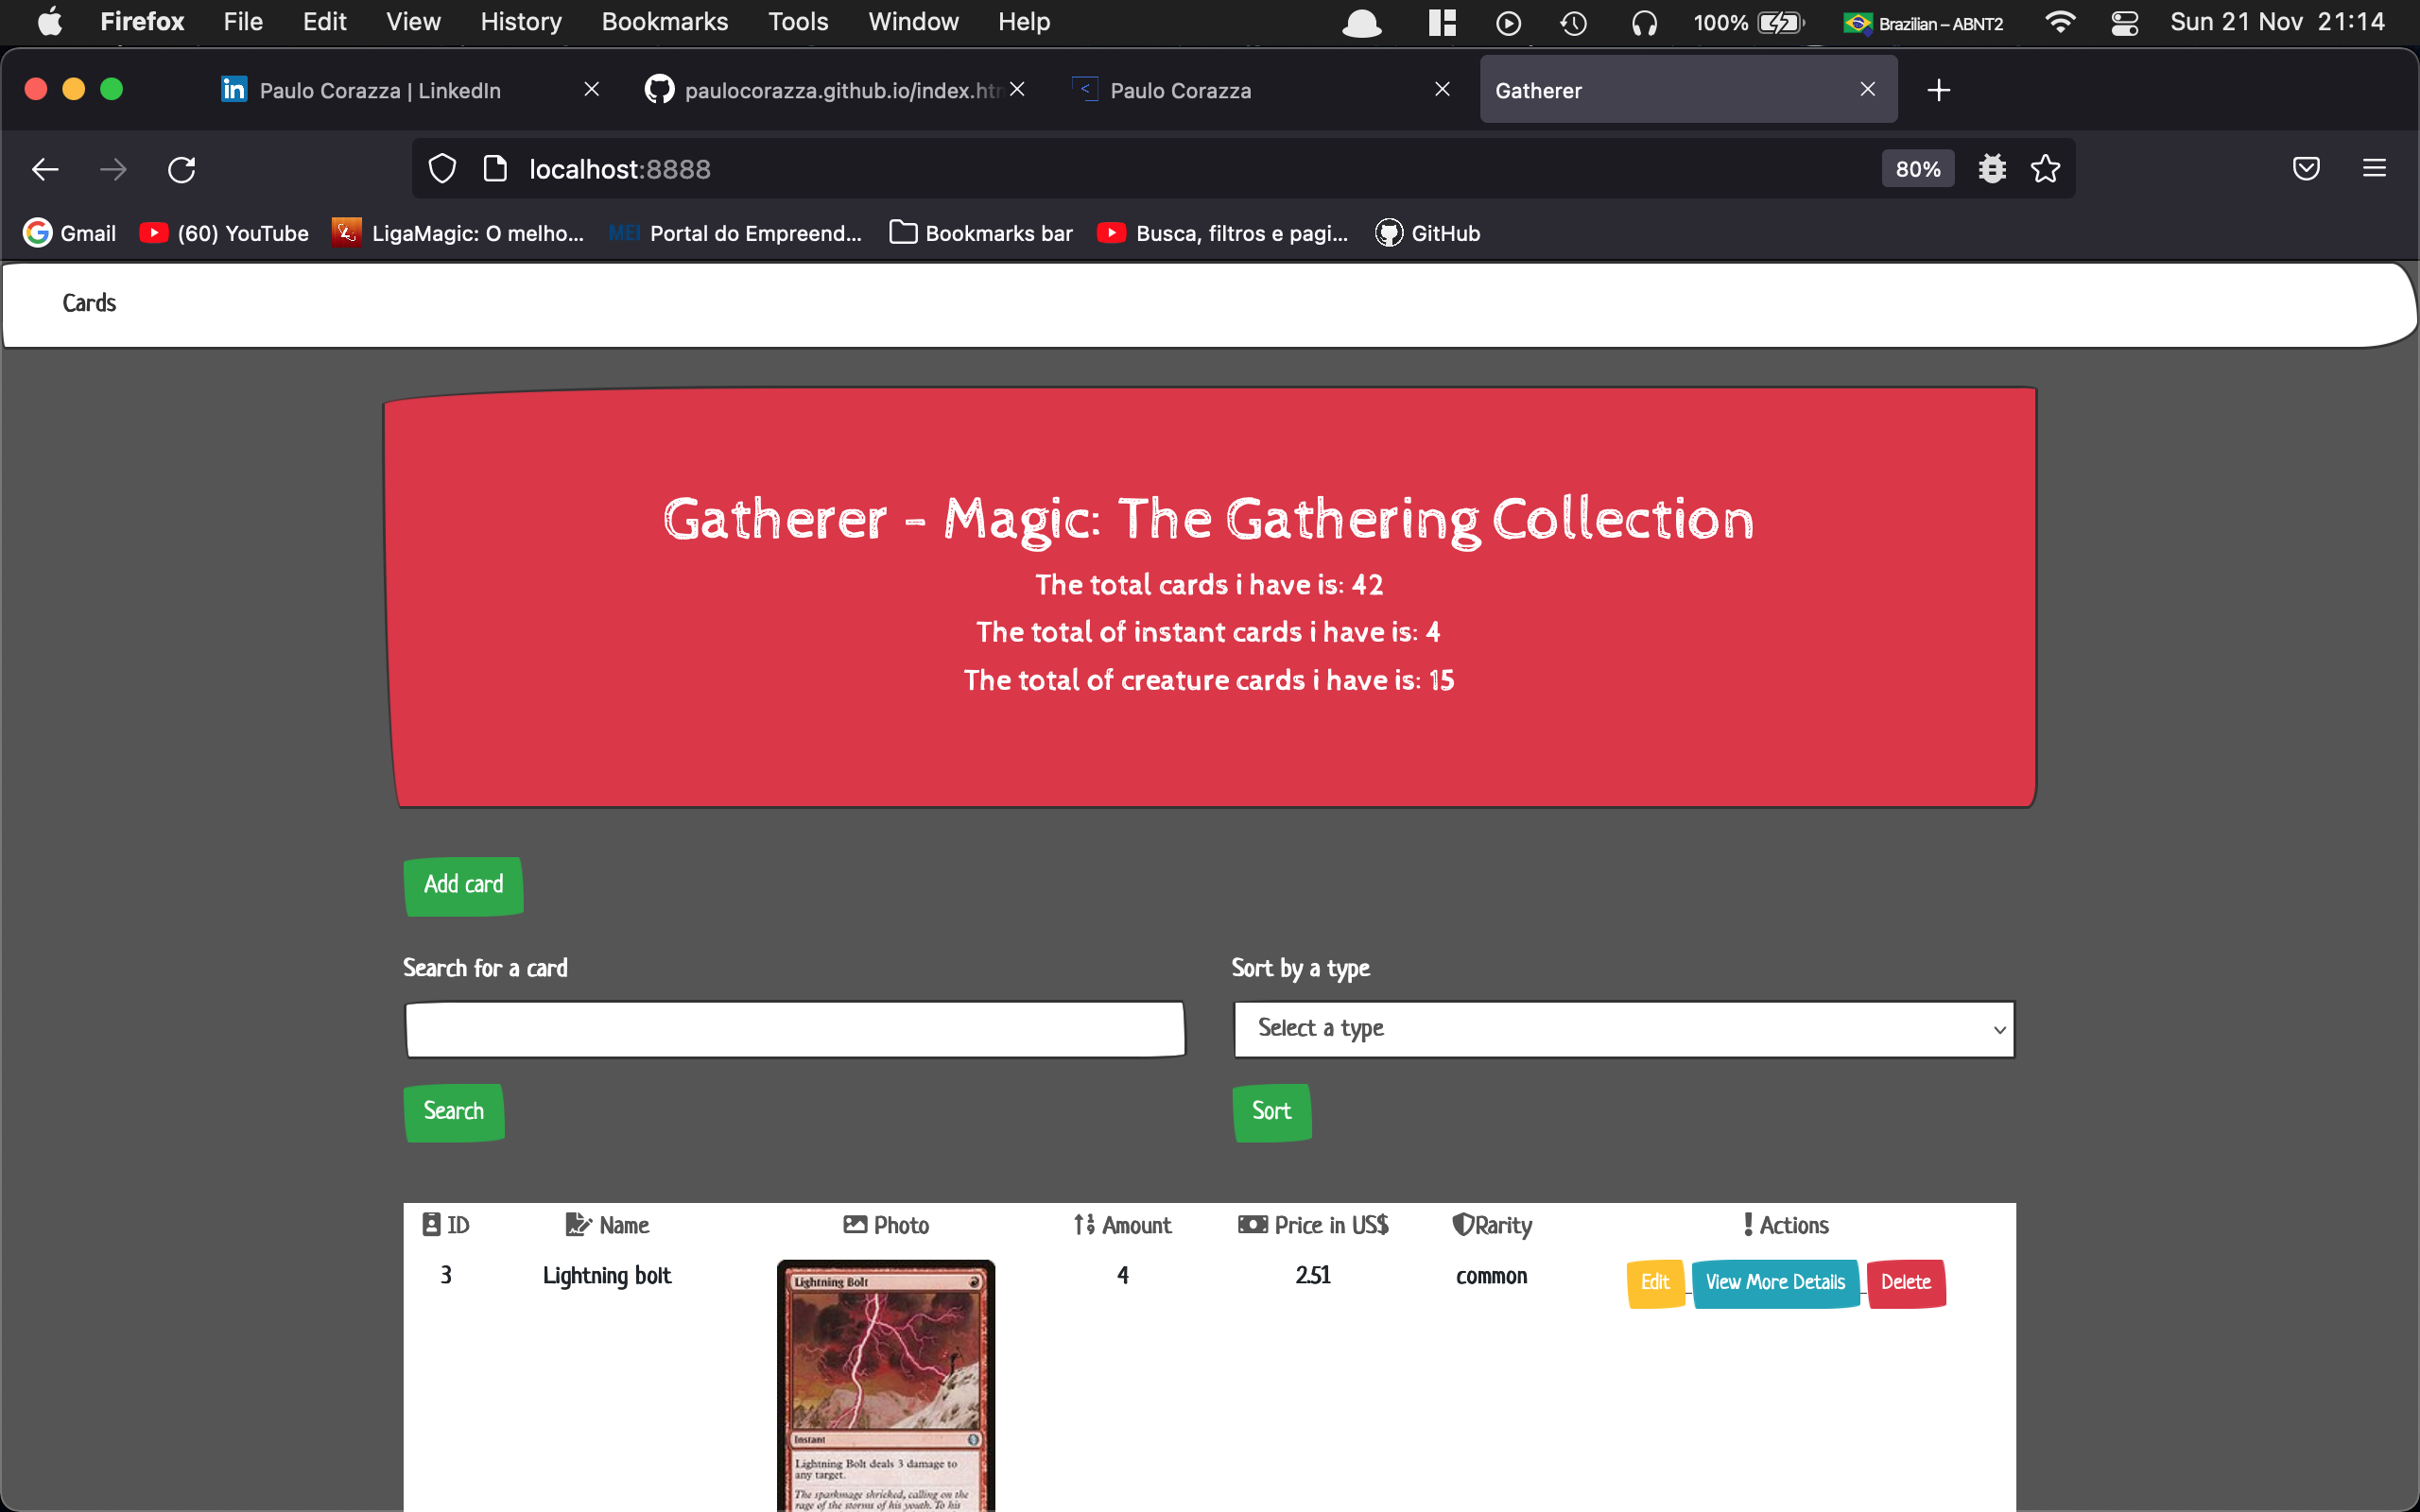 Firefox File Edit View History Bookmarks Tools Window Help 100% Brazilian – ABNT2 Sun 21 Nov 21:14
Paulo Corazza | LinkedIn paulocorazza.github.io/index.htm Paulo Corazza Gatherer
localhost:8888 80%
Gmail (60) YouTube LigaMagic: O melho... MEI Portal do Empreend... Bookmarks bar Busca, filtros e pagi... GitHub
Cards
Gatherer - Magic: The Gathering Collection
The total cards i have is: 42
The total of instant cards i have is: 4
The total of creature cards i have is: 15
Add card
Search for a card Sort by a type
Select a type
Search Sort
ID Name Photo Amount Price in US$ Rarity Actions
3 Lightning bolt 4 2.51 common Edit View More Details Delete
Lightning Bolt
Instant
Lightning Bolt deals 3 damage to
any target.
The sparkmage shrieked, calling on the
rage of the storms of his youth. To his